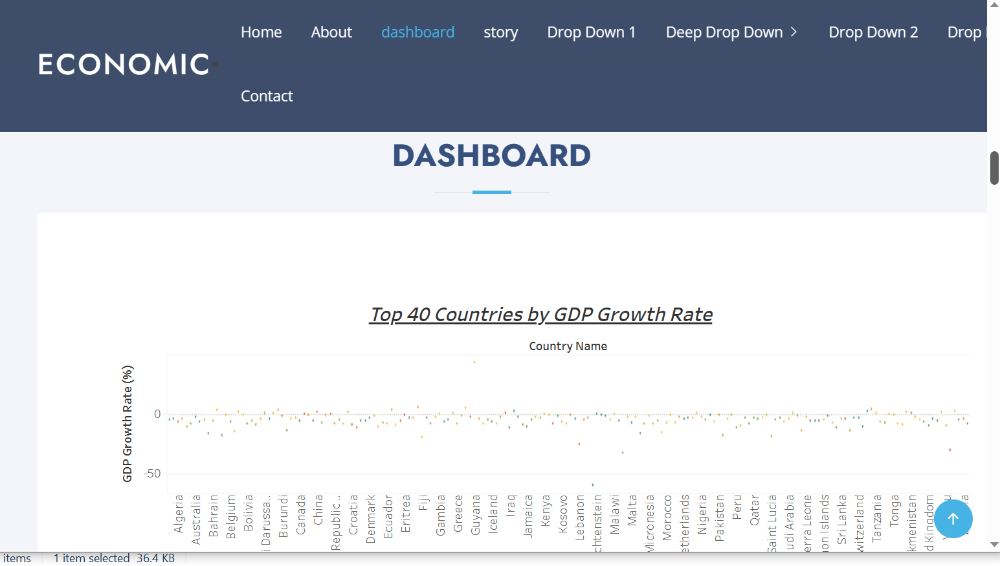 Home About dashboard story Drop Down 1 Deep Drop Down Drop Down 2 Drop
ECONOMIC
Contact
DASHBOARD
Top 40 Countries by GDP Growth Rate
Country Name
GDP Growth Rate (%)
0
-50
Algeria
Australia
Bahrain
Belgium
Bolivia
i Darussa..
Burundi
Canada
China
Republic ..
Croatia
Denmark
Ecuador
Eritrea
Fiji
Gambia
Greece
Guyana
Iceland
Iraq
Jamaica
Kenya
Kosovo
Lebanon
chtenstein
Malawi
Malta
Micronesia
Morocco
etherlands
Nigeria
Pakistan
Peru
Qatar
Saint Lucia
udi Arabia
erra Leone
on Islands
Sri Lanka
witzerland
Tanzania
Tonga
kmenistan
d Kingdom
items 1 item selected 36.4 KB